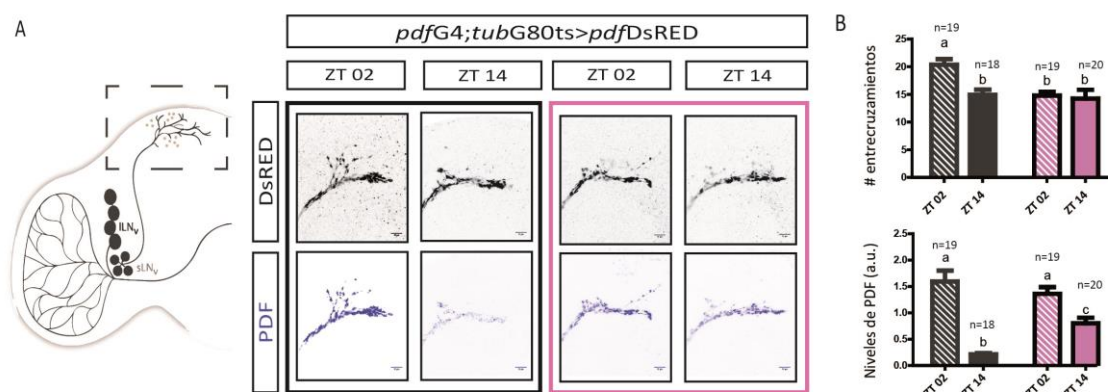 A
pdfG4;tubG80ts>pdfDsRED
ZT 02
ZT 14
ZT 02
ZT 14
DsRED
PDF
lLNv
sLNv
B
# entrecruzamientos
25
20
15
10
5
0
n=19
a
n=18
b
n=19
b
n=20
b
ZT 02
ZT 14
ZT 02
ZT 14
Niveles de PDF (a.u.)
2.0
1.5
1.0
0.5
0.0
n=19
a
n=18
b
n=19
a
n=20
c
ZT 02
ZT 14
ZT 02
ZT 14